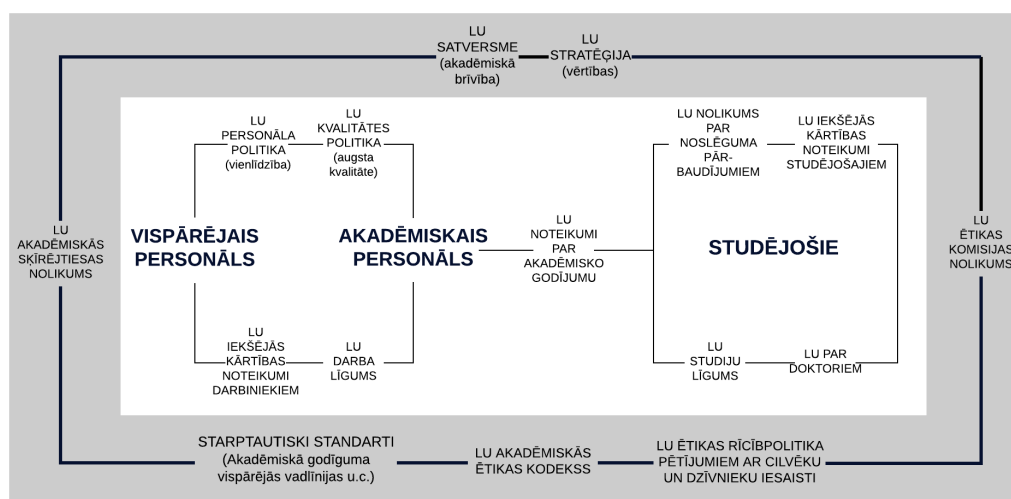 LU
SATVERSME
(akadēmiskā
brīvība)
LU
STRATĒĢIJA
(vērtības)
LU
PERSONĀLA
POLITIKA
(vienlīdzība)
LU
KVALITĀTES
POLITIKA
(augsta
kvalitāte)
LU NOLIKUMS
PAR
NOSLĒGUMA
PĀR-
BAUDĪJUMIEM
LU IEKŠĒJĀS
KĀRTĪBAS
NOTEIKUMI
STUDĒJOŠAJIEM
LU
AKADĒMISKĀS
ŠĶĪRĒJTIESAS
NOLIKUMS
VISPĀRĒJAIS
PERSONĀLS
AKADĒMISKAIS
PERSONĀLS
LU
NOTEIKUMI
PAR
AKADĒMISKO
GODĪJUMU
STUDĒJOŠIE
LU
ĒTIKAS
KOMISIJAS
NOLIKUMS
LU
IEKŠĒJĀS
KĀRTĪBAS
NOTEIKUMI
DARBINIEKIEM
LU
DARBA
LĪGUMS
LU
STUDIJU
LĪGUMS
LU PAR
DOKTORIEM
STARPTAUTISKI STANDARTI
(Akadēmiskā godīguma
vispārējās vadlīnijas u.c.)
LU AKADĒMISKĀS
ĒTIKAS KODEKSS
LU ĒTIKAS RĪCĪBPOLITIKA
PĒTĪJUMIEM AR CILVĒKU
UN DZĪVNIEKU IESAISTI